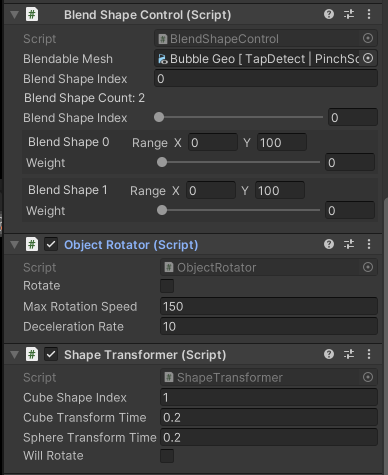 Blend Shape Control (Script)
Script BlendShapeControl
Blendable Mesh Bubble Geo [ TapDetect | PinchSc
Blend Shape Index 0
Blend Shape Count: 2
Blend Shape Index 0
Blend Shape 0 Range X 0 Y 100
Weight 0
Blend Shape 1 Range X 0 Y 100
Weight 0
# Object Rotator (Script)
Script # ObjectRotator
Rotate
Max Rotation Speed 150
Deceleration Rate 10
# Shape Transformer (Script)
Script # ShapeTransformer
Cube Shape Index 1
Cube Transform Time 0.2
Sphere Transform Time 0.2
Will Rotate